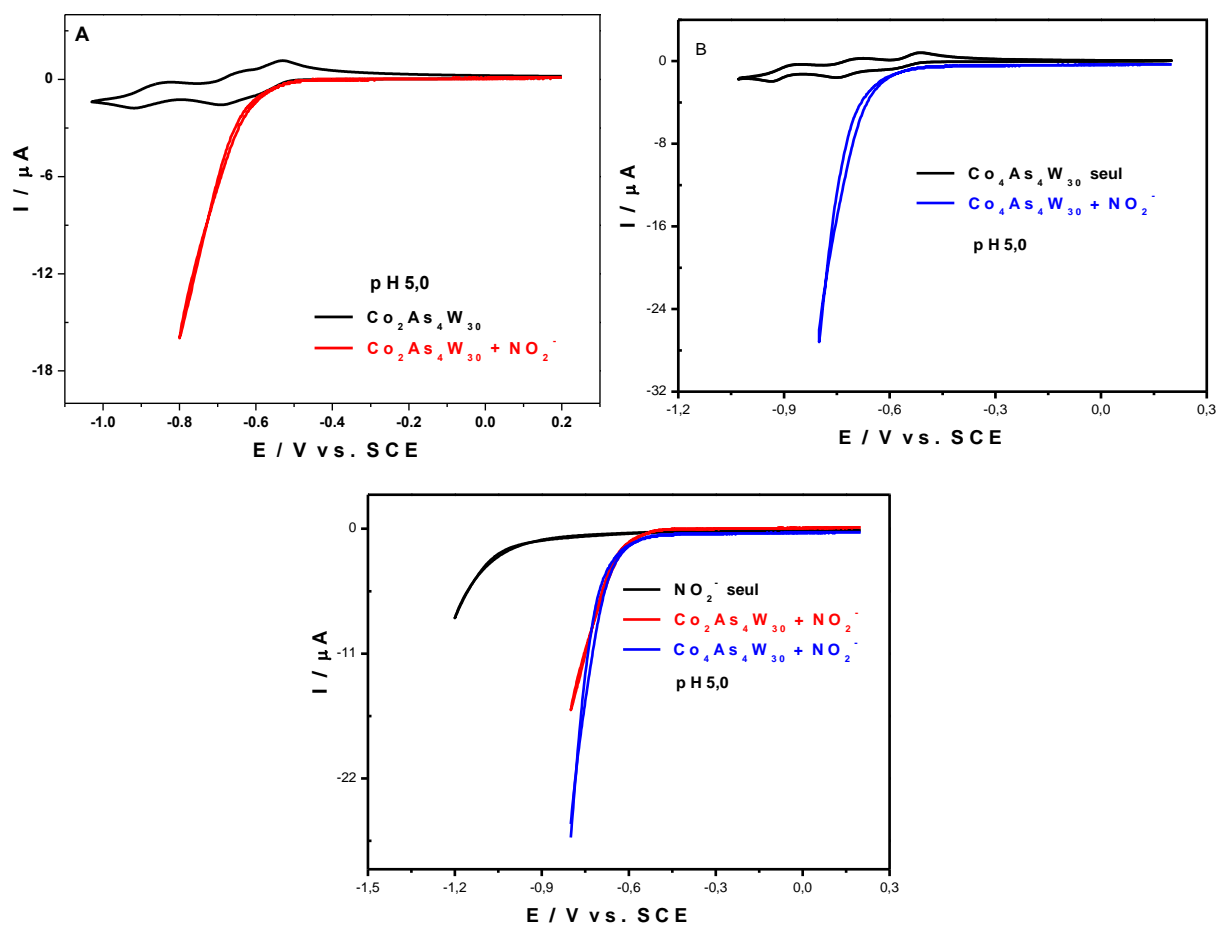 A
0
-6
-12
-18
I / μA
pH 5,0
Co₂As₄W₃₀
Co₂As₄W₃₀ + NO₂⁻
-1.0
-0.8
-0.6
-0.4
-0.2
0.0
0.2
E / V vs. SCE
B
0
-8
-16
-24
-32
I / μA
Co₄As₄W₃₀ seul
Co₄As₄W₃₀ + NO₂⁻
pH 5,0
-1,2
-0,9
-0,6
-0,3
0,0
0,3
E / V vs. SCE
0
-11
-22
I / μA
NO₂⁻ seul
Co₂As₄W₃₀ + NO₂⁻
Co₄As₄W₃₀ + NO₂⁻
pH 5,0
-1,5
-1,2
-0,9
-0,6
-0,3
0,0
0,3
E / V vs. SCE